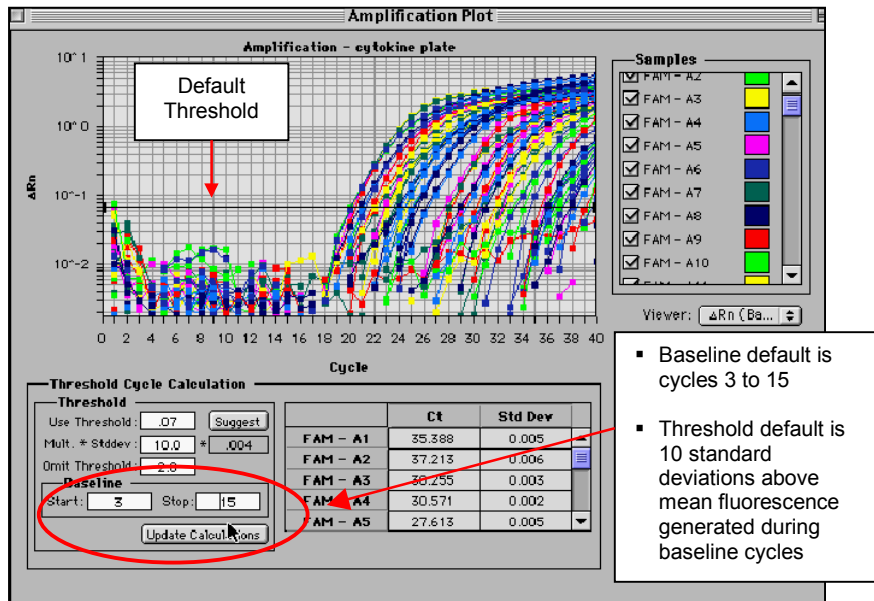 Amplification Plot
Amplification - cytokine plate
Default
Threshold
10^ 1
10^ 0
10^-1
10^-2
ΔRn
0 2 4 6 8 10 12 14 16 18 20 22 24 26 28 30 32 34 36 38 40
Cycle
Samples
FAM - A2
FAM - A3
FAM - A4
FAM - A5
FAM - A6
FAM - A7
FAM - A8
FAM - A9
FAM - A10
Viewer: ΔRn (Ba...
Threshold Cycle Calculation
Threshold
Use Threshold: .07 Suggest
Mult. * Stddev: 10.0 * .004
Omit Threshold: 2.0
Baseline
Start: 3 Stop: 15
Update Calculations
Ct Std Dev
FAM - A1 35.388 0.005
FAM - A2 37.213 0.006
FAM - A3 0.003
FAM - A4 30.571 0.002
FAM - A5 27.613 0.005
▪ Baseline default is
cycles 3 to 15
▪ Threshold default is
10 standard
deviations above
mean fluorescence
generated during
baseline cycles